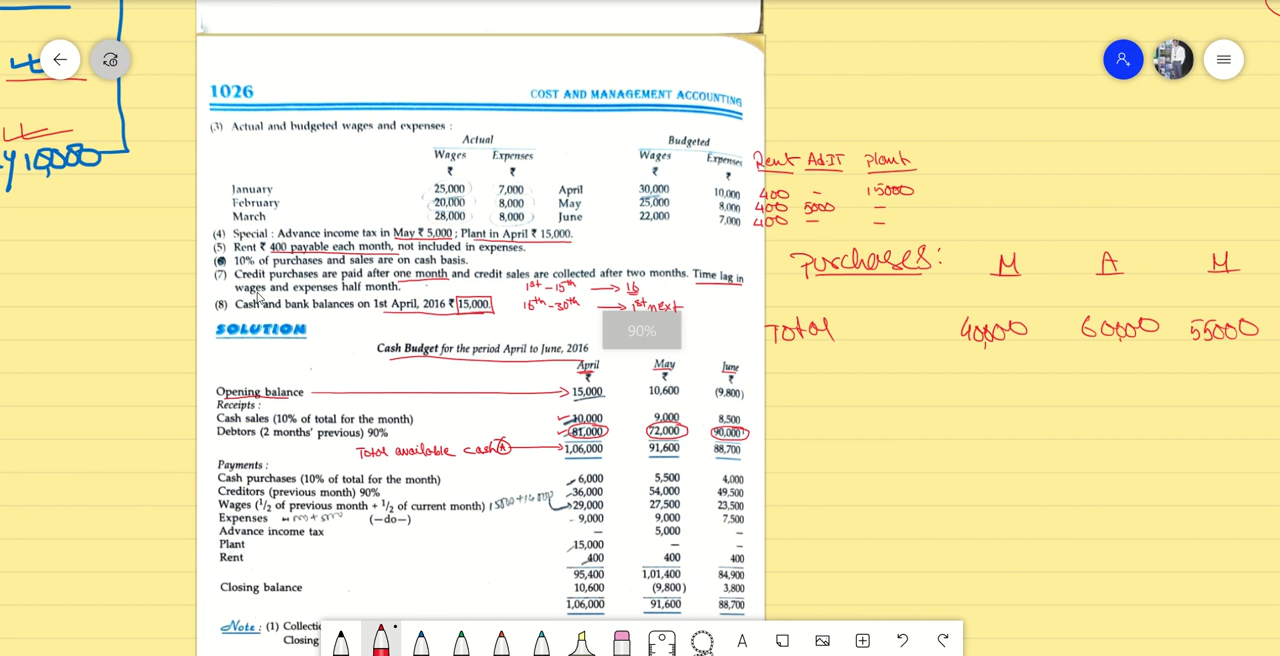 1026 COST AND MANAGEMENT ACCOUNTING
y 10,000
(3) Actual and budgeted wages and expenses :
Actual Budgeted
Wages Expenses Wages Expenses Rent Ad.IT Plant
₹ ₹ ₹ ₹
January 25,000 7,000 April 30,000 10,000 400 – 15000
February 20,000 8,000 May 25,000 8,000 400 5000 –
March 28,000 8,000 June 22,000 7,000 400 – –
(4) Special : Advance income tax in May ₹ 5,000 ; Plant in April ₹ 15,000.
(5) Rent ₹ 400 payable each month, not included in expenses.
10% of purchases and sales are on cash basis.
(7) Credit purchases are paid after one month and credit sales are collected after two months. Time lag in
wages and expenses half month.
1st – 15th → 16
16th – 30th → 1st next
(8) Cash and bank balances on 1st April, 2016 ₹ 15,000.
Purchases :
M A M
Total 40,000 60,000 55000
90%
SOLUTION
Cash Budget for the period April to June, 2016
April May June
₹ ₹ ₹
Opening balance 15,000 10,600 (9,800)
Receipts :
Cash sales (10% of total for the month) 10,000 9,000 8,500
Debtors (2 months' previous) 90% 81,000 72,000 90,000
Total available cash A 1,06,000 91,600 88,700
Payments :
Cash purchases (10% of total for the month) 6,000 5,500 4,000
Creditors (previous month) 90% 36,000 54,000 49,500
Wages (1/2 of previous month + 1/2 of current month) 29,000 27,500 23,500
Expenses (–do–) 9,000 9,000 7,500
Advance income tax – 5,000 –
Plant 15,000 – –
Rent 400 400 400
95,400 1,01,400 84,900
Closing balance 10,600 (9,800) 3,800
1,06,000 91,600 88,700
Note : (1) Collecti
Closing
A